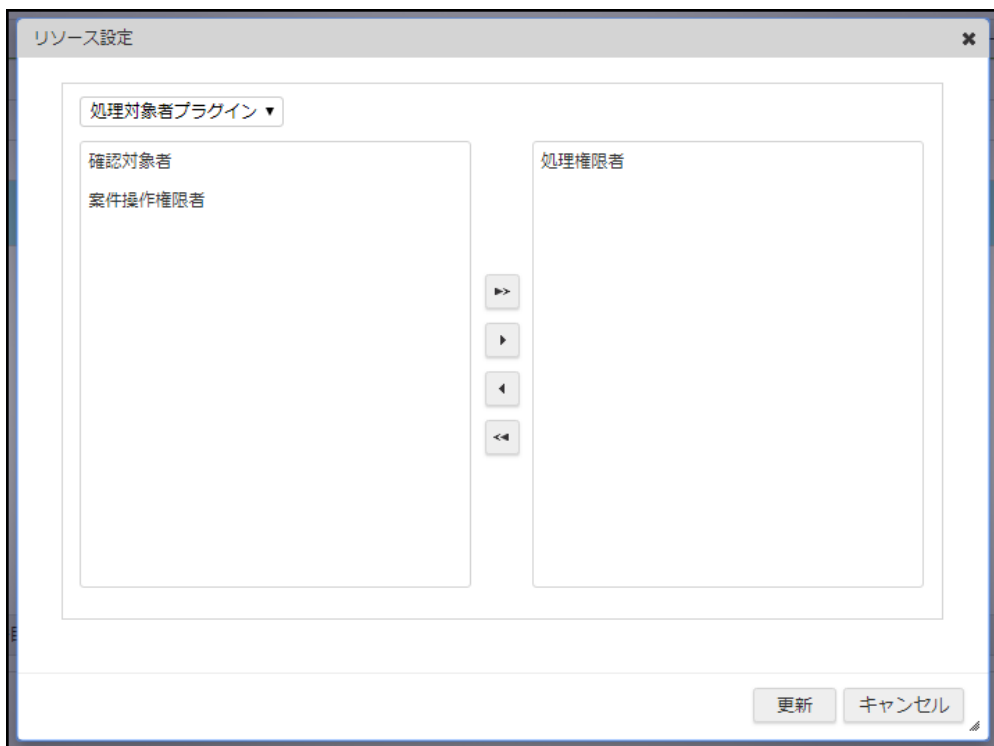 リソース設定
処理対象者プラグイン
確認対象者
案件操作権限者
処理権限者
更新
キャンセル